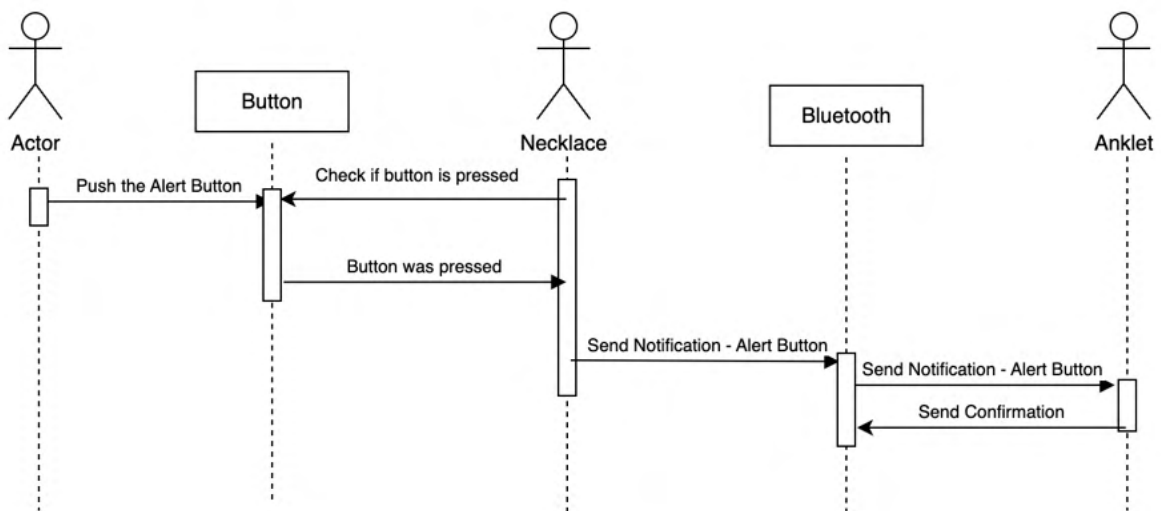 Button
Bluetooth
Actor
Necklace
Anklet
Push the Alert Button
Check if button is pressed
Button was pressed
Send Notification - Alert Button
Send Notification - Alert Button
Send Confirmation